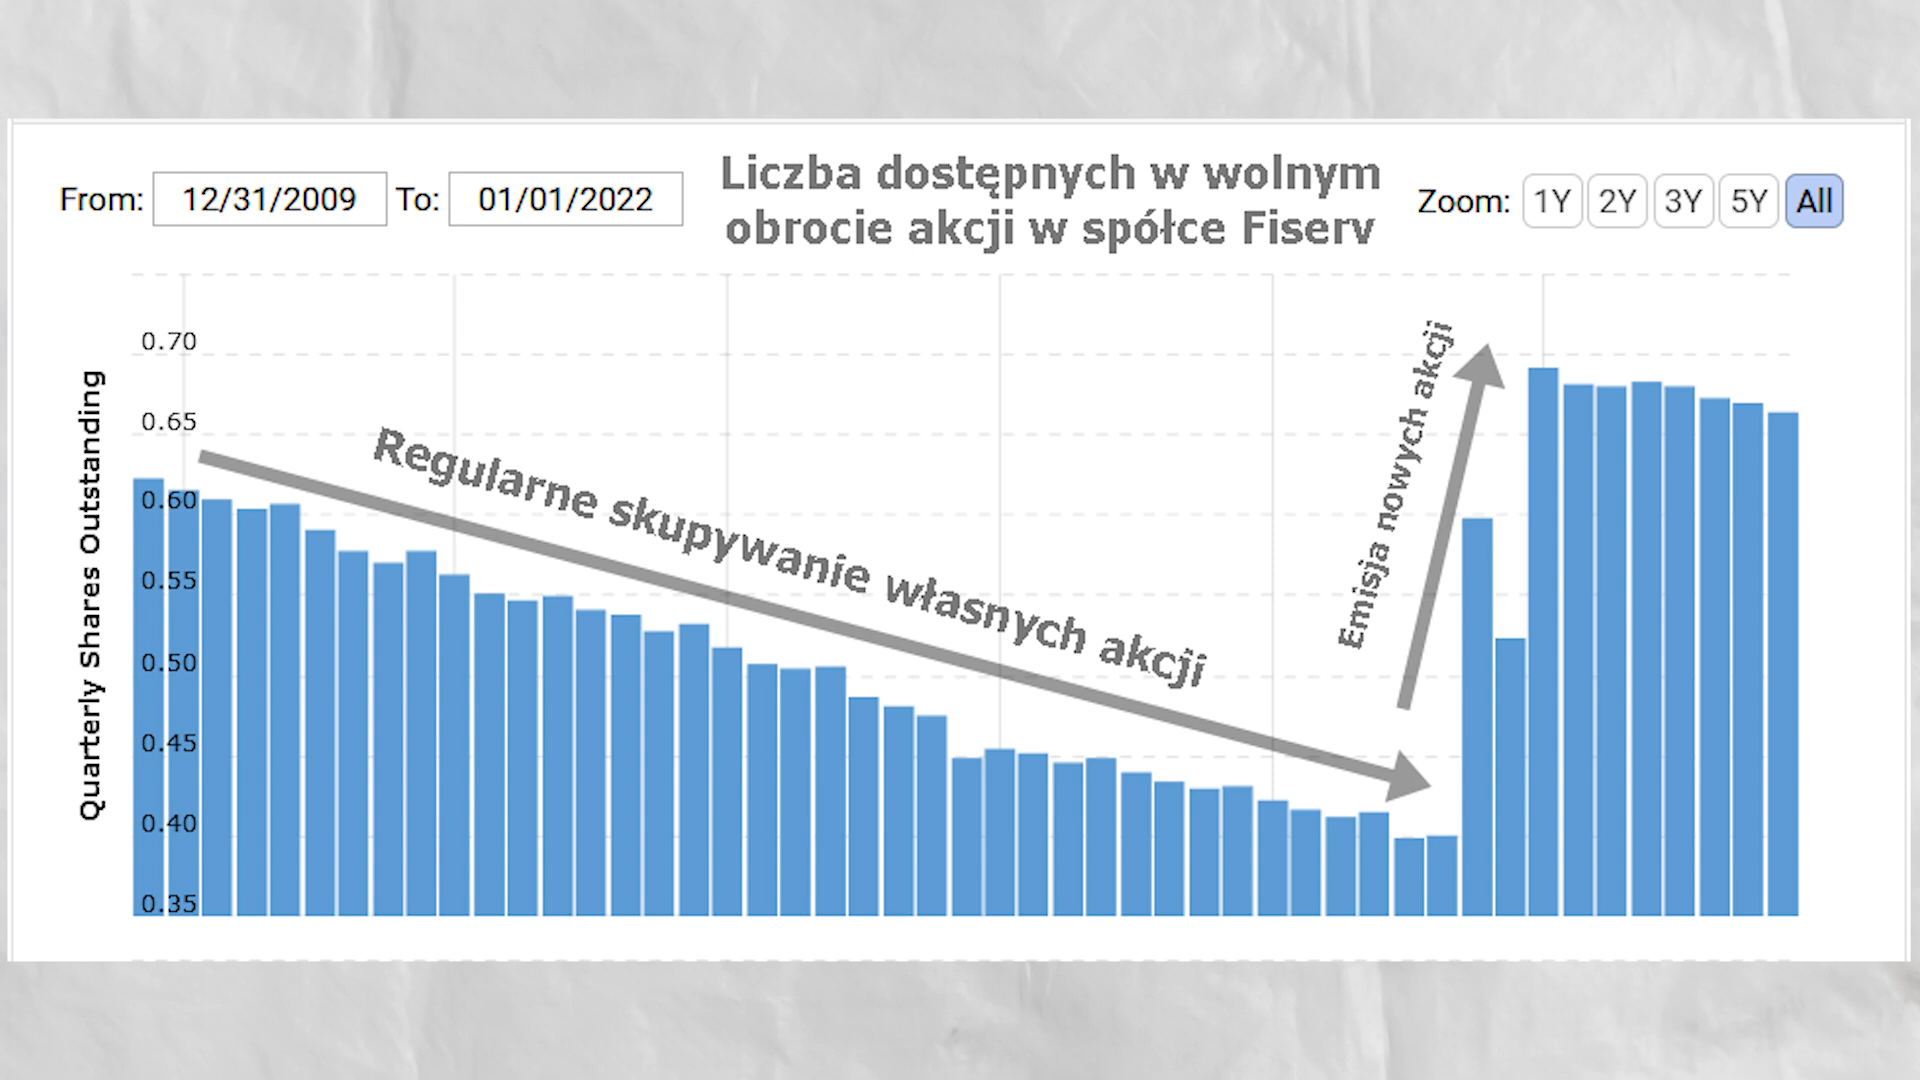 From: 12/31/2009 To: 01/01/2022
Liczba dostępnych w wolnym
obrocie akcji w spółce Fiserv
Zoom: 1Y 2Y 3Y 5Y All
Quarterly Shares Outstanding
0.70
0.65
0.60
0.55
0.50
0.45
0.40
0.35
Regularne skupywanie własnych akcji
Emisja nowych akcji